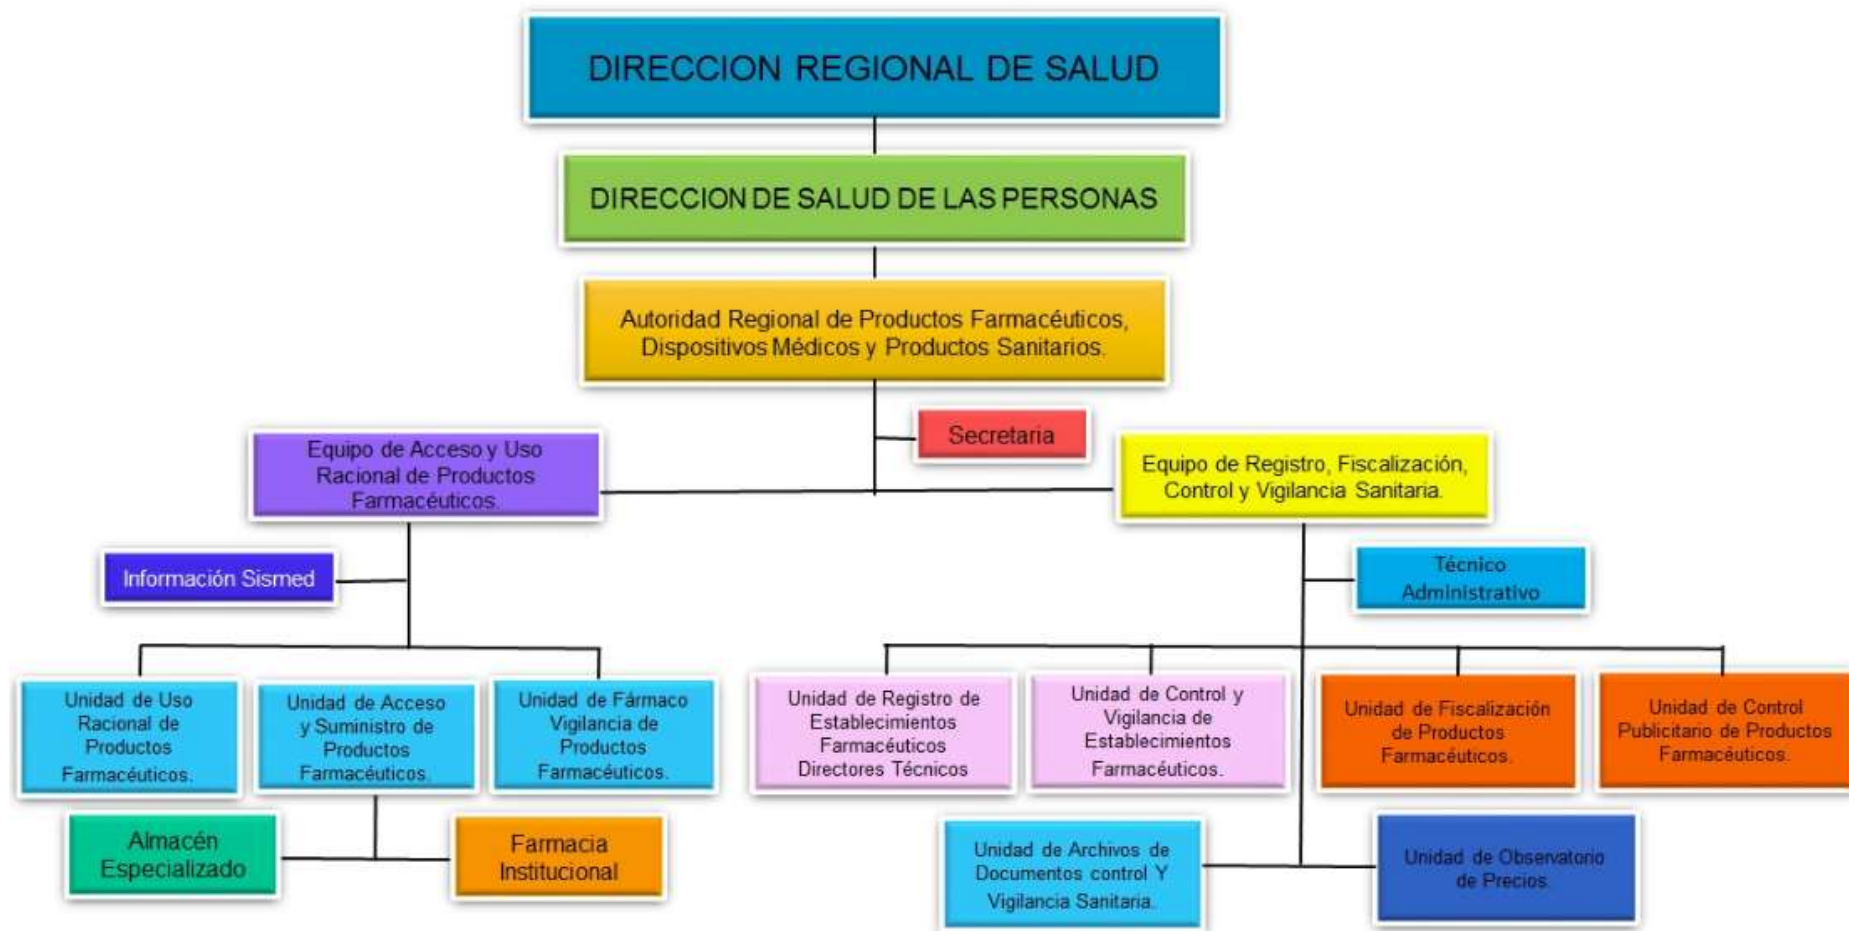 DIRECCION REGIONAL DE SALUD
DIRECCION DE SALUD DE LAS PERSONAS
Autoridad Regional de Productos Farmacéuticos,
Dispositivos Médicos y Productos Sanitarios.
Secretaria
Equipo de Acceso y Uso
Racional de Productos
Farmacéuticos.
Equipo de Registro, Fiscalización,
Control y Vigilancia Sanitaria.
Información Sismed
Técnico
Administrativo
Unidad de Uso
Racional de
Productos
Farmacéuticos.
Unidad de Acceso
y Suministro de
Productos
Farmacéuticos.
Unidad de Fármaco
Vigilancia de
Productos
Farmacéuticos.
Unidad de Registro de
Establecimientos
Farmacéuticos
Directores Técnicos
Unidad de Control y
Vigilancia de
Establecimientos
Farmacéuticos.
Unidad de Fiscalización
de Productos
Farmacéuticos.
Unidad de Control
Publicitario de Productos
Farmacéuticos.
Almacén
Especializado
Farmacia
Institucional
Unidad de Archivos de
Documentos control Y
Vigilancia Sanitaria.
Unidad de Observatorio
de Precios.